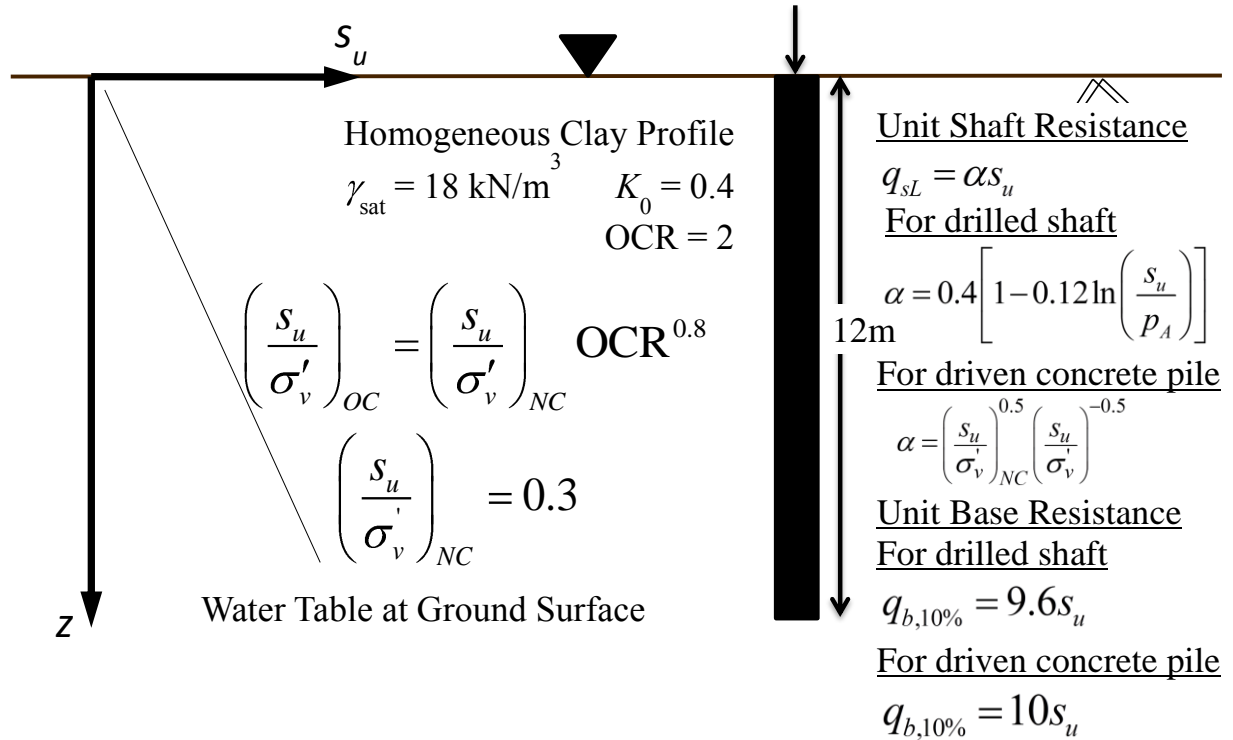 s_u
Homogeneous Clay Profile
γ_sat = 18 kN/m^3 K_0 = 0.4
OCR = 2
(s_u / σ′_v)_OC = (s_u / σ′_v)_NC OCR^0.8
(s_u / σ'_v)_NC = 0.3
Water Table at Ground Surface
z
12m
Unit Shaft Resistance
q_sL = αs_u
For drilled shaft
α = 0.4[1−0.12ln(s_u / p_A)]
For driven concrete pile
α = (s_u / σ'_v)_NC^0.5 (s_u / σ'_v)^−0.5
Unit Base Resistance
For drilled shaft
q_b,10% = 9.6s_u
For driven concrete pile
q_b,10% = 10s_u